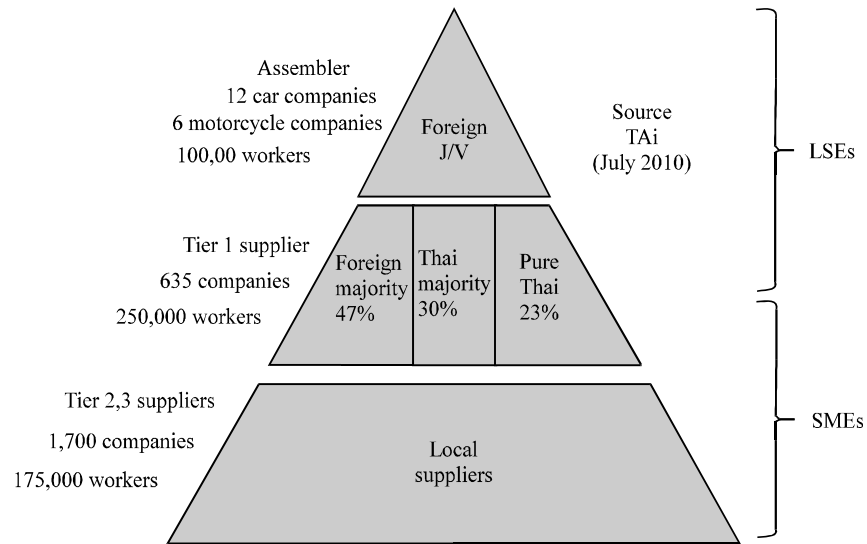 Assembler
12 car companies
6 motorcycle companies
100,00 workers
Foreign
J/V
Source
TAi
(July 2010)
LSEs
Tier 1 supplier
635 companies
250,000 workers
Foreign
majority
47%
Thai
majority
30%
Pure
Thai
23%
Tier 2,3 suppliers
1,700 companies
175,000 workers
Local
suppliers
SMEs